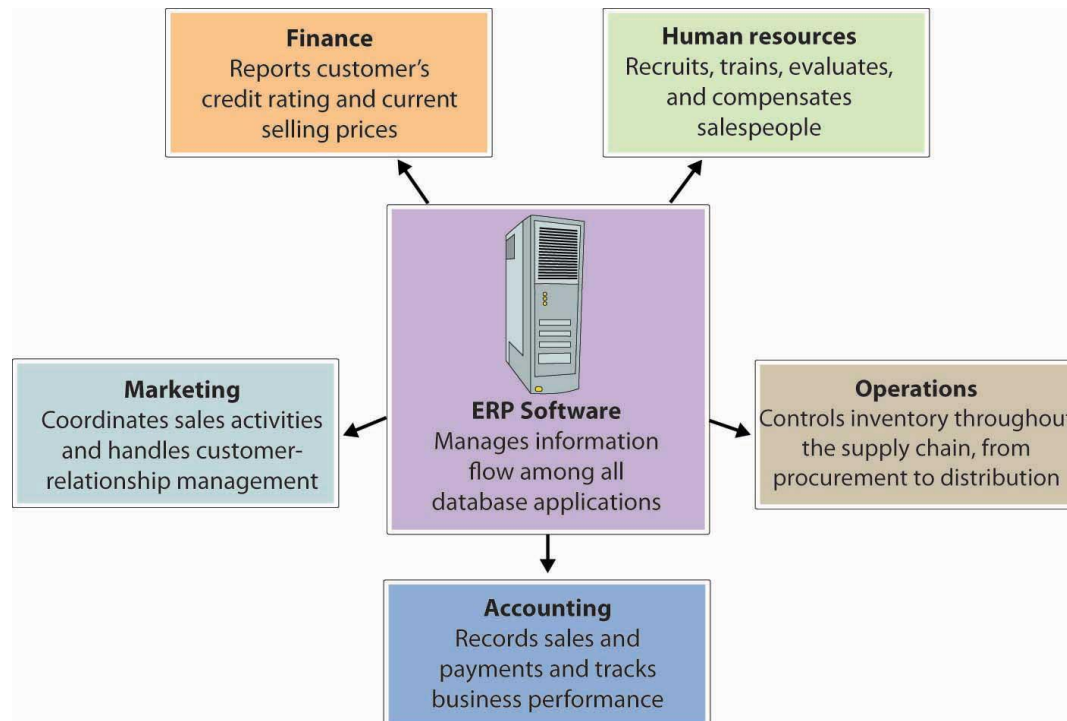 Finance
Reports customer's
credit rating and current
selling prices
Human resources
Recruits, trains, evaluates,
and compensates
salespeople
Marketing
Coordinates sales activities
and handles customer-
relationship management
ERP Software
Manages information
flow among all
database applications
Operations
Controls inventory throughout
the supply chain, from
procurement to distribution
Accounting
Records sales and
payments and tracks
business performance